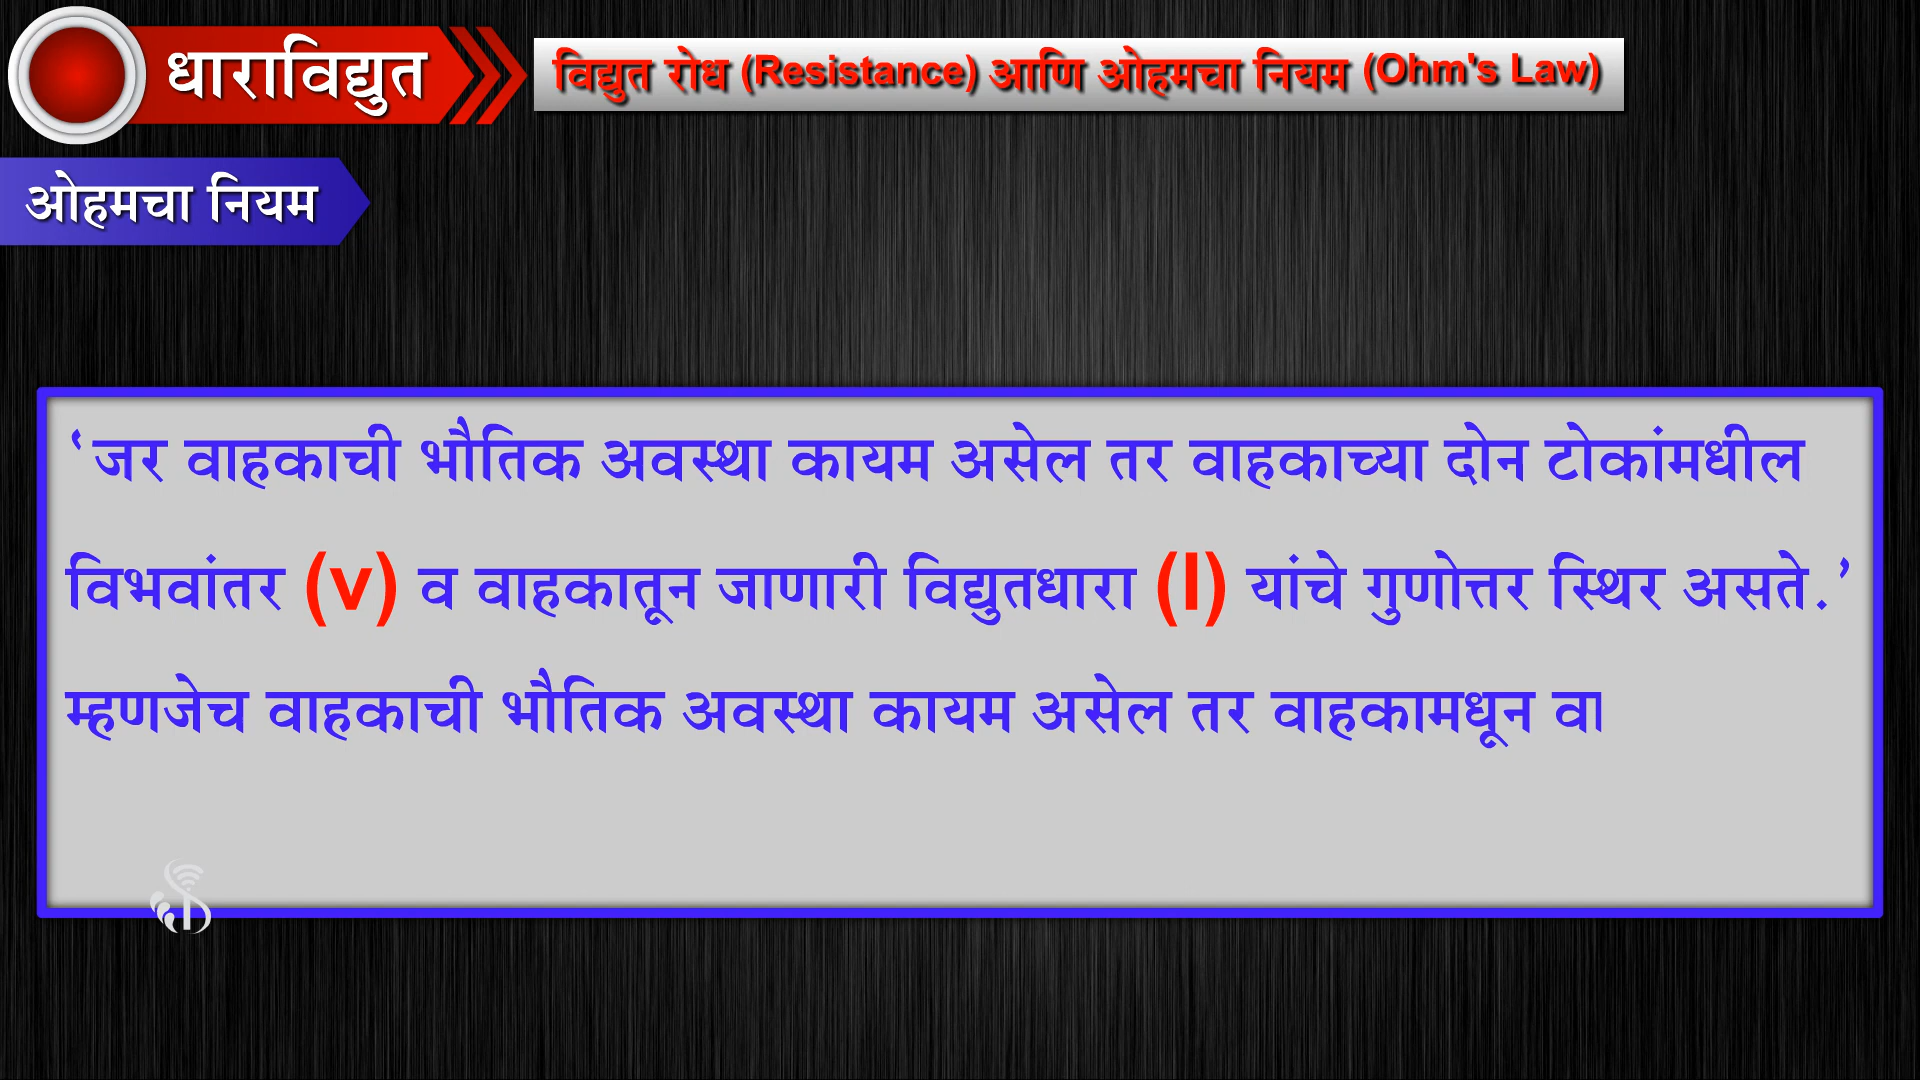 धाराविद्युत
विद्युत रोध (Resistance) आणि ओहमचा नियम (Ohm's Law)
ओहमचा नियम
‘जर वाहकाची भौतिक अवस्था कायम असेल तर वाहकाच्या दोन टोकांमधील
विभवांतर (v) व वाहकातून जाणारी विद्युतधारा (I) यांचे गुणोत्तर स्थिर असते.’
म्हणजेच वाहकाची भौतिक अवस्था कायम असेल तर वाहकामधून वा